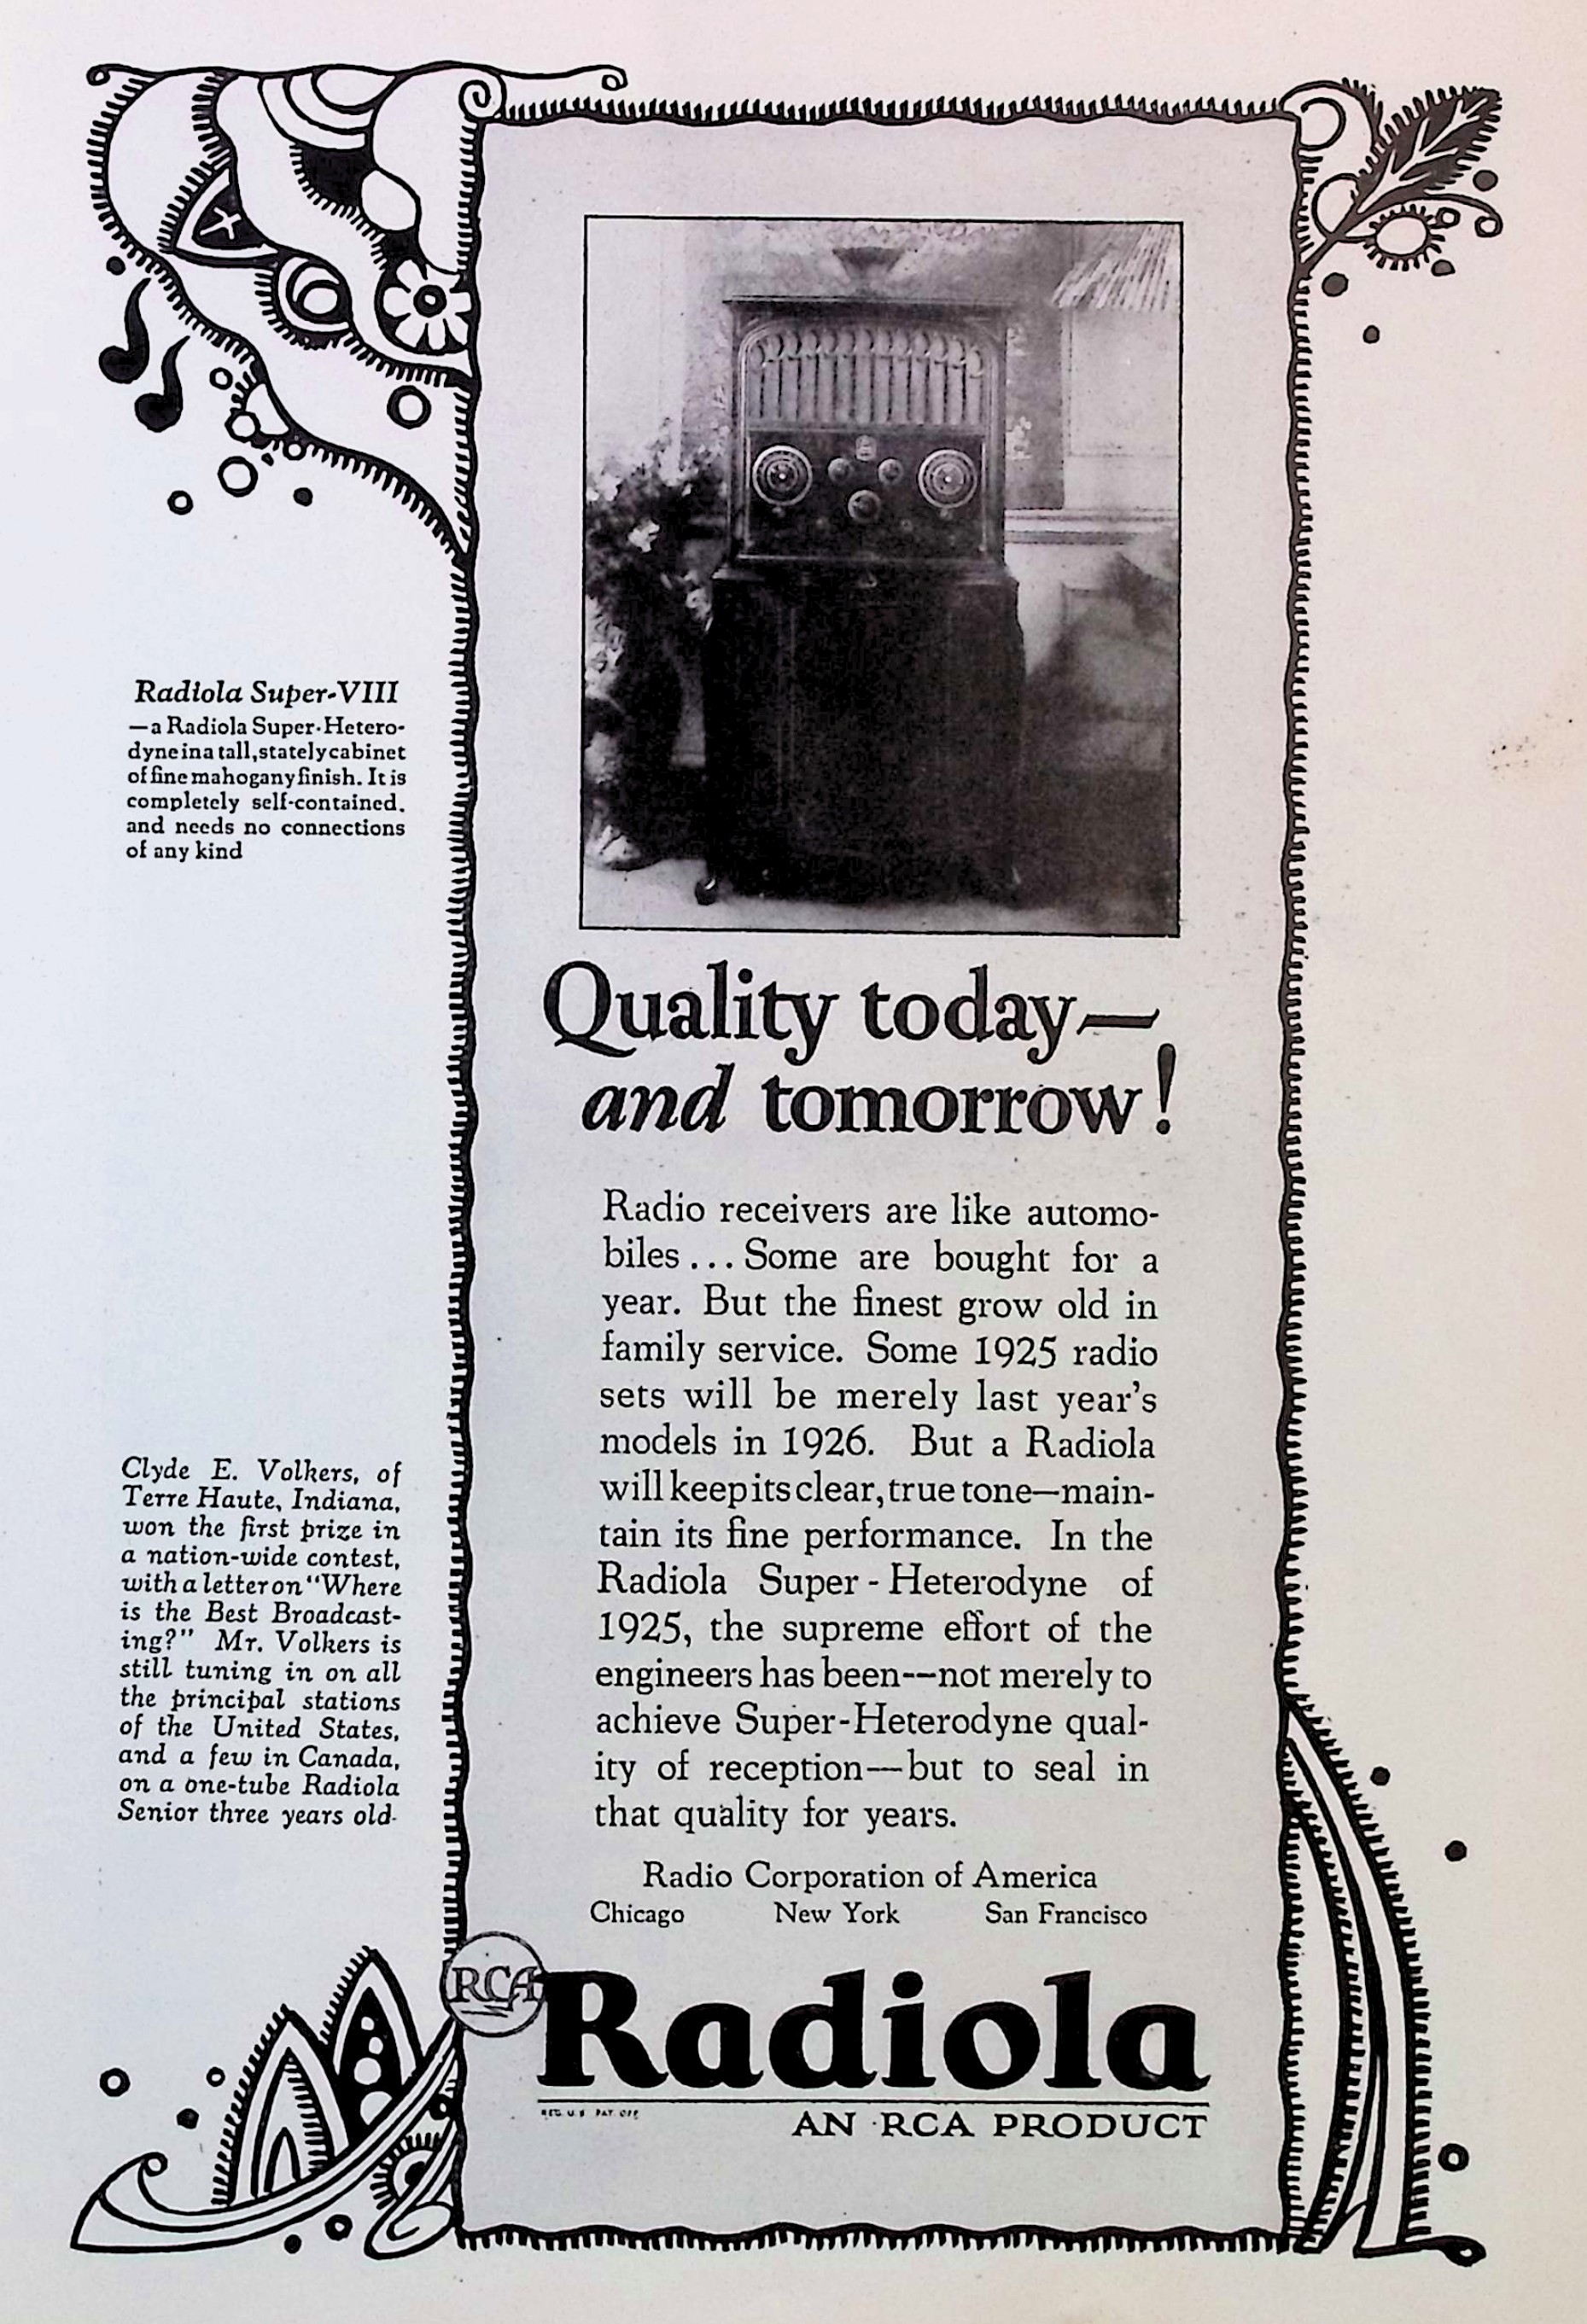 Radiola Super-VIII
—a Radiola Super-Hetero-
dyne in a tall, stately cabinet
of fine mahogany finish. It is
completely self-contained,
and needs no connections
of any kind
Clyde E. Volkers, of
Terre Haute, Indiana,
won the first prize in
a nation-wide contest,
with a letter on "Where
is the Best Broadcast-
ing?" Mr. Volkers is
still tuning in on all
the principal stations
of the United States,
and a few in Canada,
on a one-tube Radiola
Senior three years old.
Quality today—
and tomorrow!
Radio receivers are like automo-
biles... Some are bought for a
year. But the finest grow old in
family service. Some 1925 radio
sets will be merely last year's
models in 1926. But a Radiola
will keep its clear, true tone—main-
tain its fine performance. In the
Radiola Super-Heterodyne of
1925, the supreme effort of the
engineers has been—not merely to
achieve Super-Heterodyne qual-
ity of reception—but to seal in
that quality for years.
Radio Corporation of America
Chicago New York San Francisco
RCA
Radiola
REG. U.S. PAT. OFF.
AN RCA PRODUCT